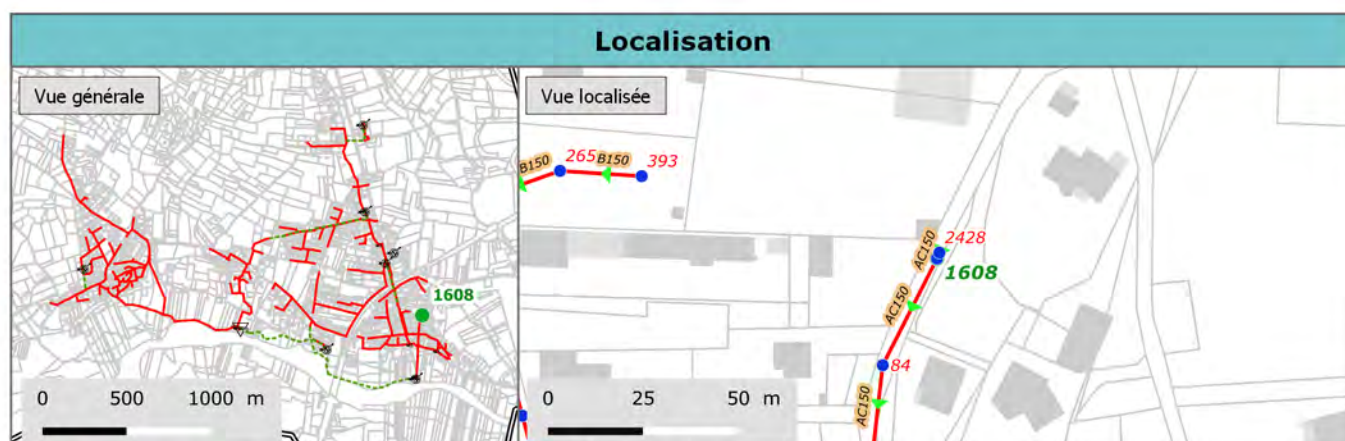 Localisation
Vue générale
1608
0 500 1000 m
Vue localisée
B150
265
B150
393
AC150
2428
1608
AC150
84
AC150
0 25 50 m